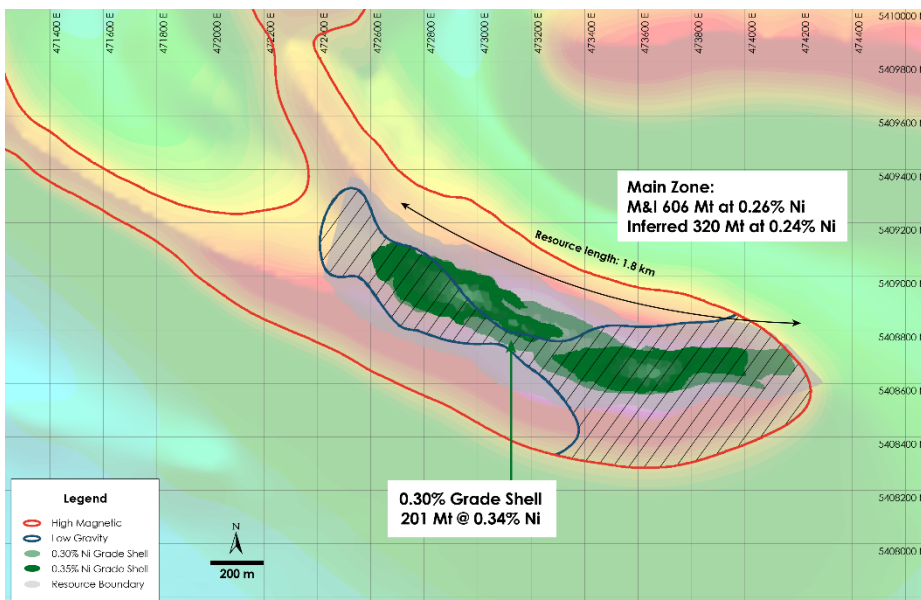 471400 E
471600 E
471800 E
472000 E
472200 E
472400 E
472600 E
472800 E
473000 E
473200 E
473400 E
473600 E
473800 E
474000 E
474200 E
474400 E
5410000 N
5409800 N
5409600 N
5409400 N
5409200 N
5409000 N
5408800 N
5408600 N
5408400 N
5408200 N
5408000 N
Main Zone:
M&I 606 Mt at 0.26% Ni
Inferred 320 Mt at 0.24% Ni
Resource length: 1.8 km
0.30% Grade Shell
201 Mt @ 0.34% Ni
Legend
High Magnetic
Low Gravity
0.30% Ni Grade Shell
0.35% Ni Grade Shell
Resource Boundary
N
200 m